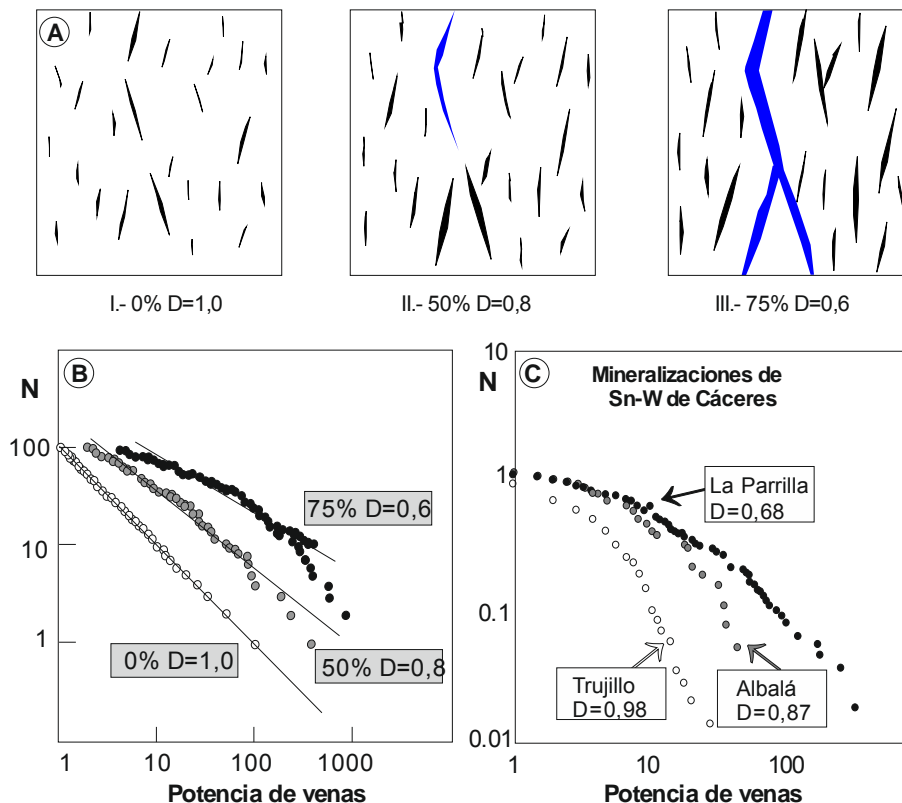 A
I.- 0% D=1,0
II.- 50% D=0,8
III.- 75% D=0,6
B
N
100
10
1
75% D=0,6
0% D=1,0
50% D=0,8
1
10
100
1000
Potencia de venas
C
10
N
1
0.1
0.01
Mineralizaciones de
Sn-W de Cáceres
La Parrilla
D=0,68
Trujillo
D=0,98
Albalá
D=0,87
1
10
100
Potencia de venas